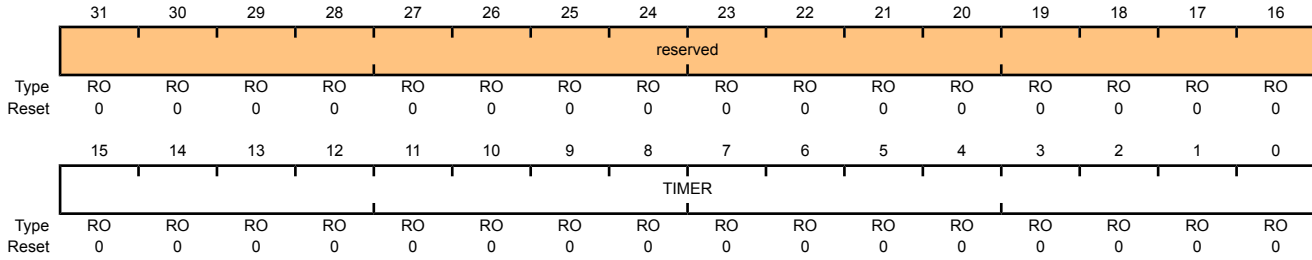 31 30 29 28 27 26 25 24 23 22 21 20 19 18 17 16
reserved
Type RO RO RO RO RO RO RO RO RO RO RO RO RO RO RO RO
Reset 0 0 0 0 0 0 0 0 0 0 0 0 0 0 0 0
15 14 13 12 11 10 9 8 7 6 5 4 3 2 1 0
TIMER
Type RO RO RO RO RO RO RO RO RO RO RO RO RO RO RO RO
Reset 0 0 0 0 0 0 0 0 0 0 0 0 0 0 0 0